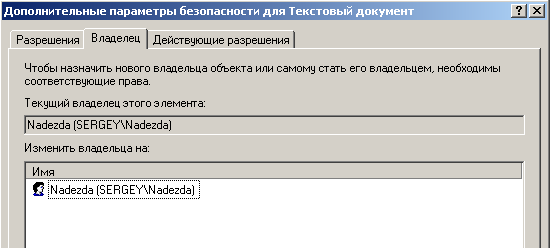 Дополнительные параметры безопасности для Текстовый документ
Разрешения Владелец Действующие разрешения
Чтобы назначить нового владельца объекта или самому стать его владельцем, необходимы
соответствующие права.
Текущий владелец этого элемента:
Nadezda (SERGEY\Nadezda)
Изменить владельца на:
Имя
Nadezda (SERGEY\Nadezda)